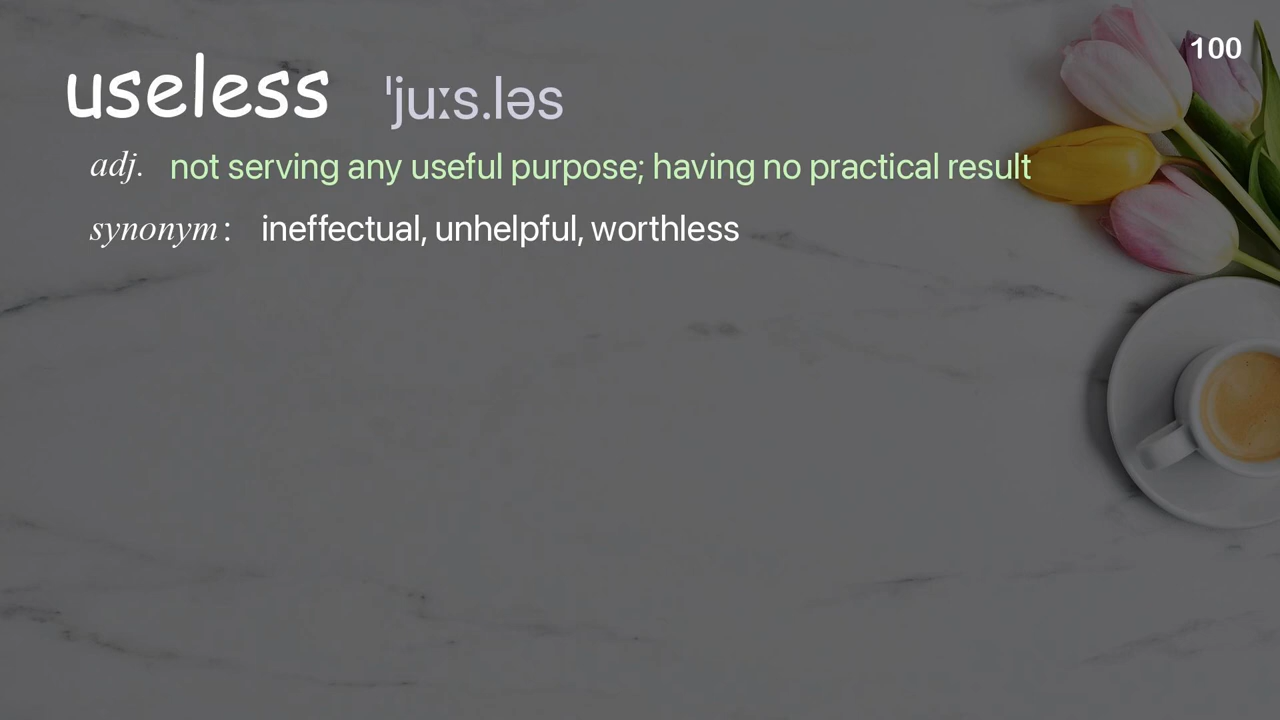 100
useless ˈjuːs.ləs
adj. not serving any useful purpose; having no practical result
synonym: ineffectual, unhelpful, worthless